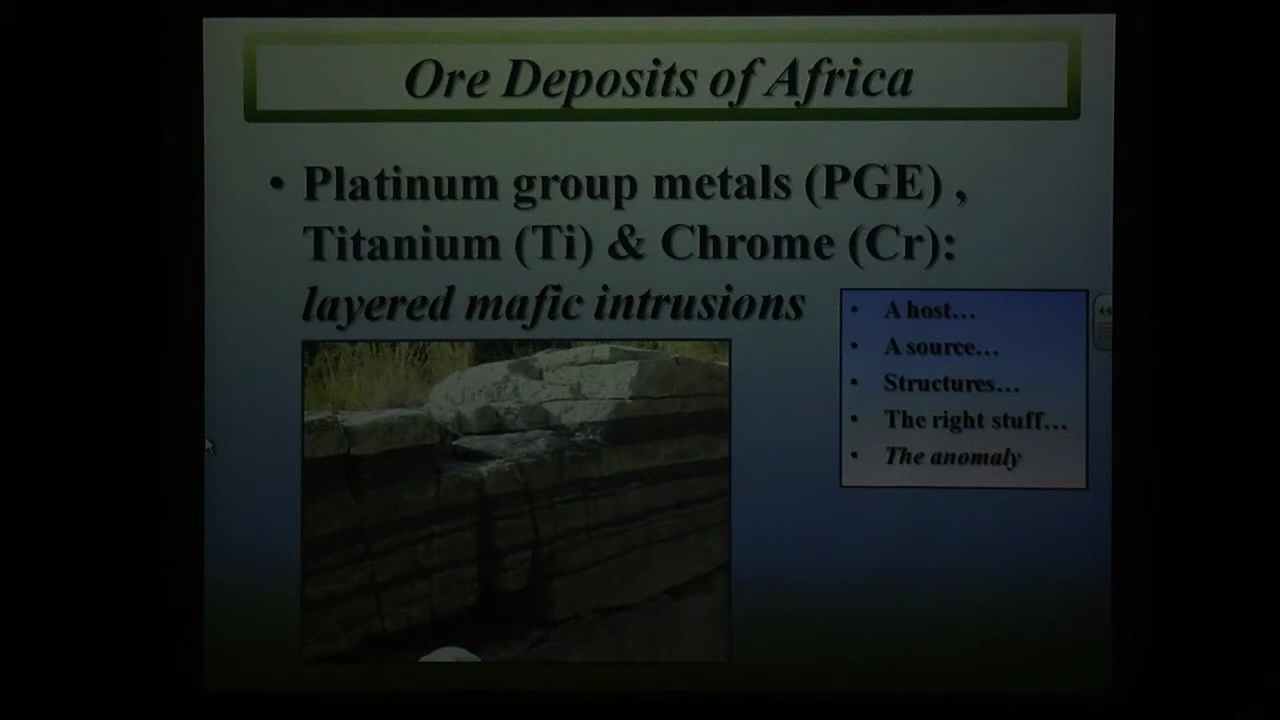 Ore Deposits of Africa
• Platinum group metals (PGE) ,
Titanium (Ti) & Chrome (Cr):
layered mafic intrusions
• A host…
• A source…
• Structures…
• The right stuff…
• The anomaly